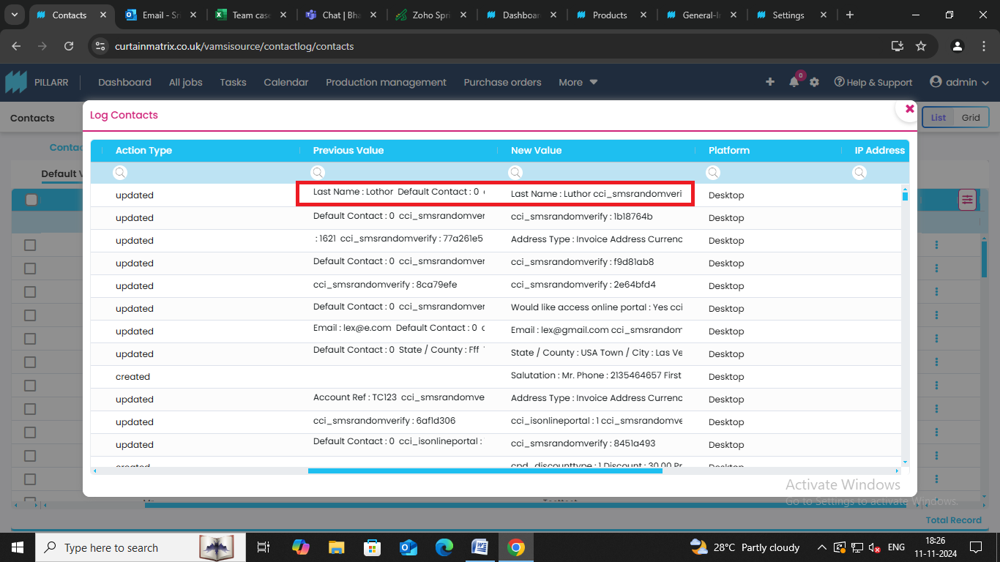 Contacts
Email - Sri
Team case
Chat | Bha
Zoho Spri
Dashboar
Products
General-In
Settings
curtainmatrix.co.uk/vamsisource/contactlog/contacts
PILLARR Dashboard All jobs Tasks Calendar Production management Purchase orders More 0 Help & Support admin
Contacts
Log Contacts
List Grid
Contac
Default V
Action Type Previous Value New Value Platform IP Address
updated Last Name : Lothor Default Contact : 0 Last Name : Luthor cci_smsrandomveri Desktop
updated Default Contact : 0 cci_smsrandomver cci_smsrandomverify : 1b18764b Desktop
updated : 1621 cci_smsrandomverify : 77a261e5 Address Type : Invoice Address Currenc Desktop
updated Default Contact : 0 cci_smsrandomver cci_smsrandomverify : f9d81ab8 Desktop
updated cci_smsrandomverify : 8ca79efe cci_smsrandomverify : 2e64bfd4 Desktop
updated Default Contact : 0 cci_smsrandomver Would like access online portal : Yes cci Desktop
updated Email : lex@e.com Default Contact : 0 c Email : lex@gmail.com cci_smsrandom Desktop
updated Default Contact : 0 State / County : Fff State / County : USA Town / City : Las Ve Desktop
created Salutation : Mr. Phone : 2135464657 First Desktop
updated Account Ref : TC123 cci_smsrandomve Address Type : Invoice Address Currenc Desktop
updated cci_smsrandomverify : 6af1d306 cci_isonlineportal : 1 cci_smsrandomve Desktop
updated Default Contact : 0 cci_isonlineportal : cci_smsrandomverify : 8451a493 Desktop
created cpd_discounttype : 1 Discount : 30.00 Pr Desktop
Activate Windows
Go to Settings to activate Windows.
Total Record
Type here to search
28°C Partly cloudy
ENG
18:26
11-11-2024